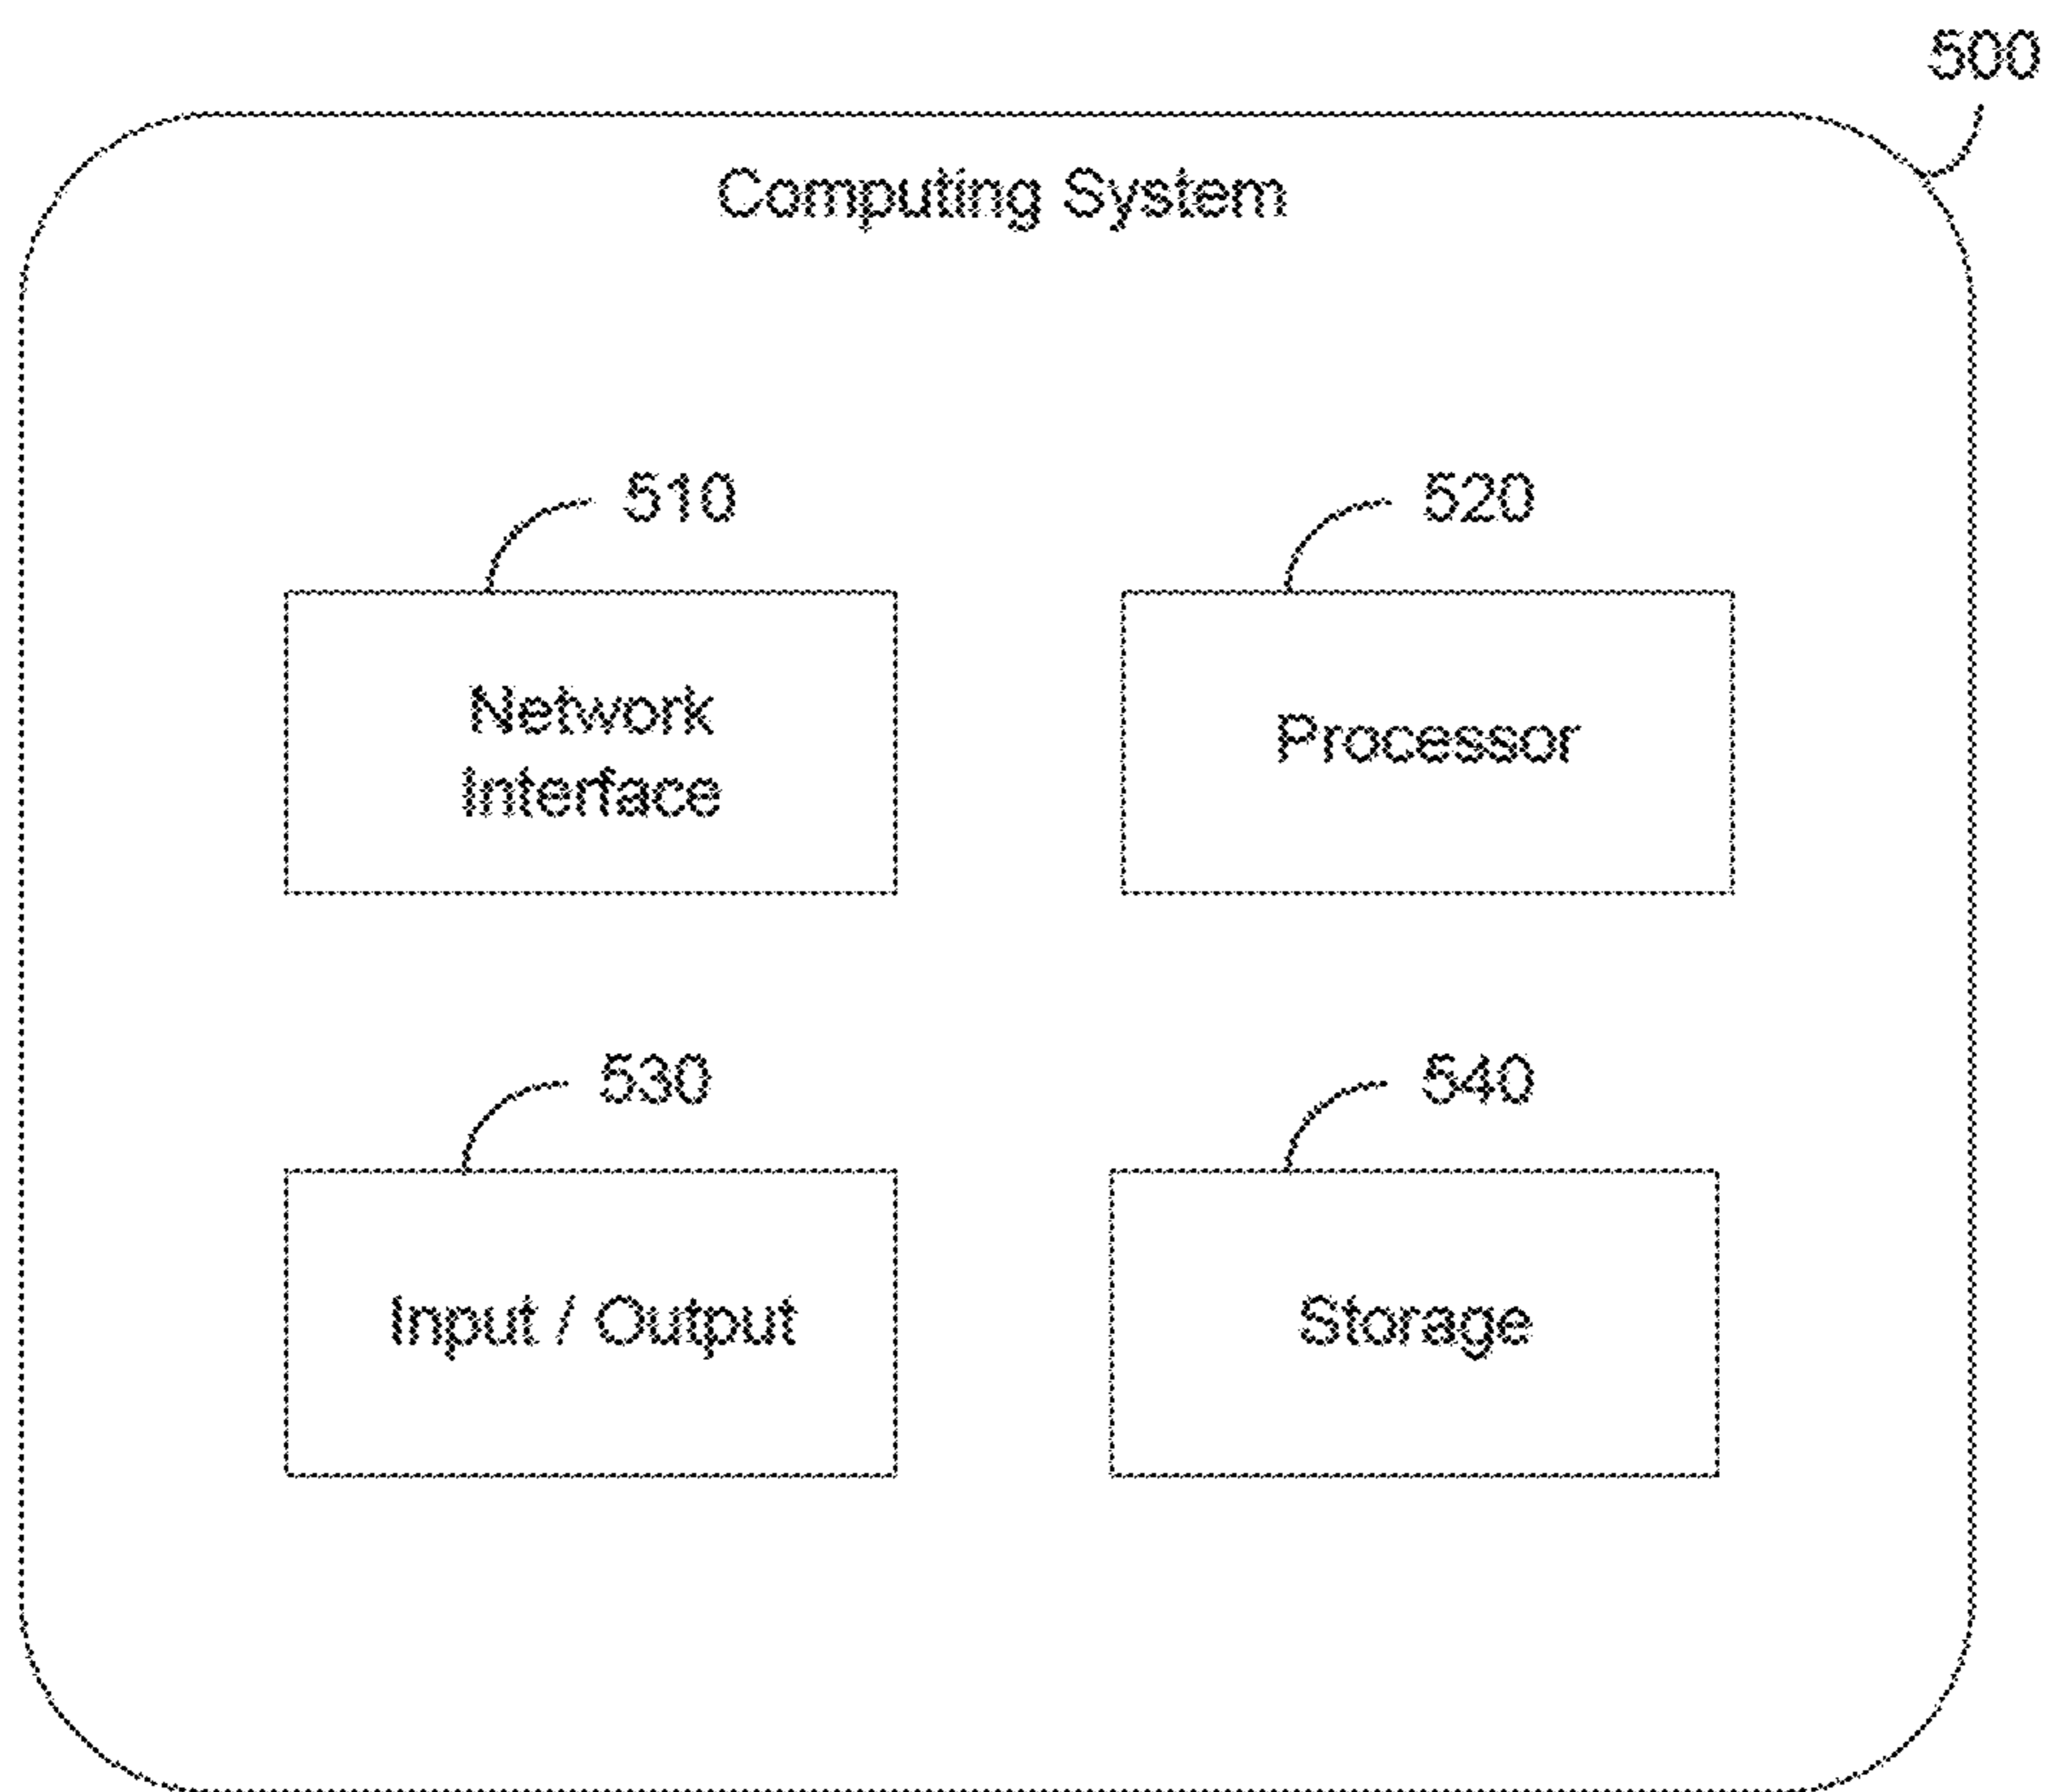 500
Computing System
510
520
Network
Interface
Processor
530
540
Input / Output
Storage